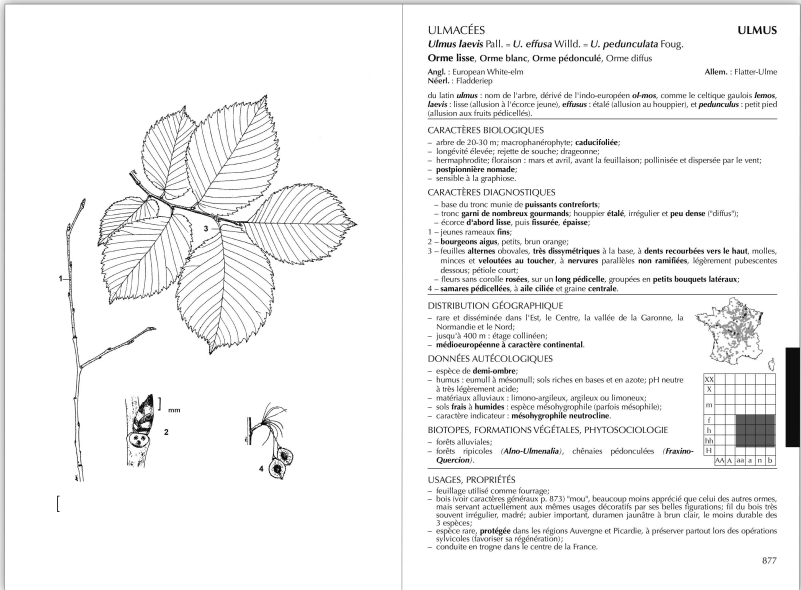 ULMACÉES
ULMUS
Ulmus laevis Pall. = U. effusa Willd. = U. pedunculata Foug.
Orme lisse, Orme blanc, Orme pédonculé, Orme diffus
Angl. : European White-elm
Allem. : Flatter-Ulme
Néerl. : Fladderiep
du latin ulmus : nom de l'arbre, dérivé de l'indo-européen ol-mos, comme le celtique gaulois lemos,
laevis : lisse (allusion à l'écorce jeune), effusus : étalé (allusion au houppier), et pedunculus : petit pied
(allusion aux fruits pédicellés).
CARACTÈRES BIOLOGIQUES
– arbre de 20-30 m; macrophanérophyte; caducifoliée;
– longévité élevée; rejette de souche; drageonne;
– hermaphrodite; floraison : mars et avril, avant la feuillaison; pollinisée et dispersée par le vent;
– postpionnière nomade;
– sensible à la graphiose.
CARACTÈRES DIAGNOSTIQUES
– base du tronc munie de puissants contreforts;
– tronc garni de nombreux gourmands; houppier étalé, irrégulier et peu dense ("diffus");
– écorce d'abord lisse, puis fissurée, épaisse;
1 – jeunes rameaux fins;
2 – bourgeons aigus, petits, brun orange;
3 – feuilles alternes obovales, très dissymétriques à la base, à dents recourbées vers le haut, molles,
minces et veloutées au toucher, à nervures parallèles non ramifiées, légèrement pubescentes
dessous; pétiole court;
– fleurs sans corolle rosées, sur un long pédicelle, groupées en petits bouquets latéraux;
4 – samares pédicellées, à aile ciliée et graine centrale.
DISTRIBUTION GÉOGRAPHIQUE
– rare et disséminée dans l'Est, le Centre, la vallée de la Garonne, la
Normandie et le Nord;
– jusqu'à 400 m : étage collinéen;
– médioeuropéenne à caractère continental.
DONNÉES AUTÉCOLOGIQUES
– espèce de demi-ombre;
– humus : eumull à mésomull; sols riches en bases et en azote; pH neutre
à très légèrement acide;
– matériaux alluviaux : limono-argileux, argileux ou limoneux;
– sols frais à humides : espèce mésohygrophile (parfois mésophile);
– caractère indicateur : mésohygrophile neutrocline.
BIOTOPES, FORMATIONS VÉGÉTALES, PHYTOSOCIOLOGIE
– forêts alluviales;
– forêts ripicoles (Alno-Ulmenalia), chênaies pédonculées (Fraxino-
Quercion).
XX
X
m
f
h
hh
H
AA A aa a n b
USAGES, PROPRIÉTÉS
– feuillage utilisé comme fourrage;
– bois (voir caractères généraux p. 873) "mou", beaucoup moins apprécié que celui des autres ormes,
mais servant actuellement aux mêmes usages décoratifs par ses belles figurations; fil du bois très
souvent irrégulier, madré; aubier important, duramen jaunâtre à brun clair, le moins durable des
3 espèces;
– espèce rare, protégée dans les régions Auvergne et Picardie, à préserver partout lors des opérations
sylvicoles (favoriser sa régénération);
– conduite en trogne dans le centre de la France.
877
1
3
mm
2
4